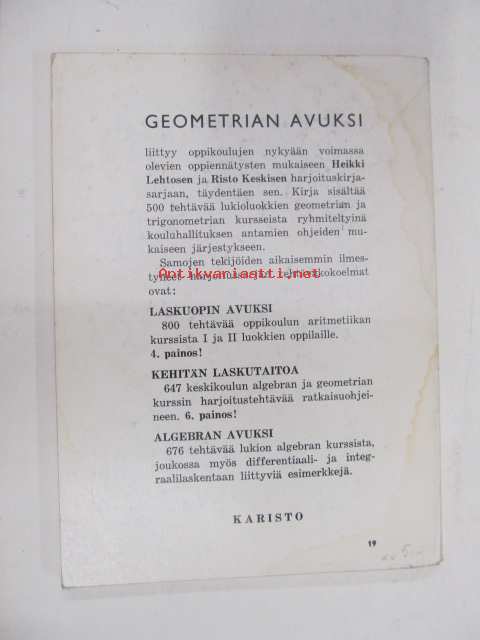 GEOMETRIAN AVUKSI
liittyy oppikoulujen nykyään voimassa
olevien oppiennätysten mukaiseen Heikki
Lehtosen ja Risto Keskisen harjoituskirja-
sarjaan, täydentäen sen. Kirja sisältää
500 tehtävää lukioluokkien geometrian ja
trigonometrian kursseista ryhmiteltyinä
kouluhallituksen antamien ohjeiden mu-
kaiseen järjestykseen.
Samojen tekijöiden aikaisemmin ilmes-
Antikvariaatti.net
ovat:
LASKUOPIN AVUKSI
800 tehtävää oppikoulun aritmetiikan
kurssista I ja II luokkien oppilaille.
4. painos!
KEHITÄN LASKUTAITOA
647 keskikoulun algebran ja geometrian
kurssin harjoitustehtävää ratkaisuohjei-
neen. 6. painos!
ALGEBRAN AVUKSI
676 tehtävää lukion algebran kurssista,
joukossa myös differentiaali- ja integ-
raalilaskentaan liittyviä esimerkkejä.
KARISTO
19